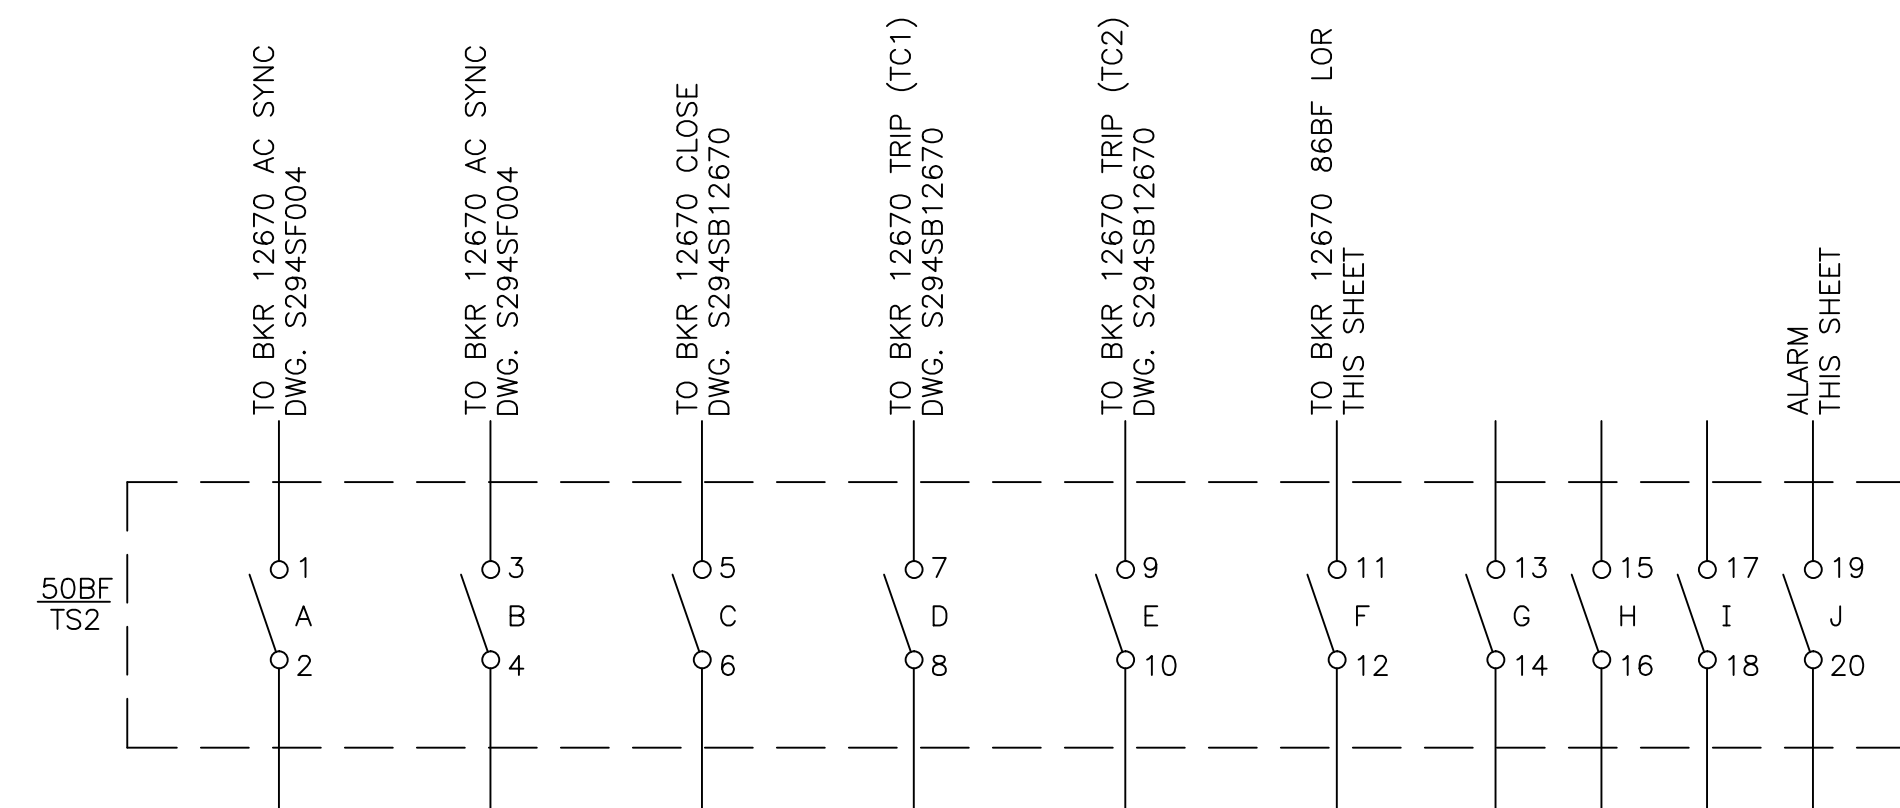 TO BKR 12670 AC SYNC
DWG. S294SF004
TO BKR 12670 AC SYNC
DWG. S294SF004
TO BKR 12670 CLOSE
DWG. S294SB12670
TO BKR 12670 TRIP (TC1)
DWG. S294SB12670
TO BKR 12670 TRIP (TC2)
DWG. S294SB12670
TO BKR 12670 86BF LOR
THIS SHEET
ALARM
THIS SHEET
50BF
TS2
1
A
2
3
B
4
5
C
6
7
D
8
9
E
10
11
F
12
13
G
14
15
H
16
17
I
18
19
J
20